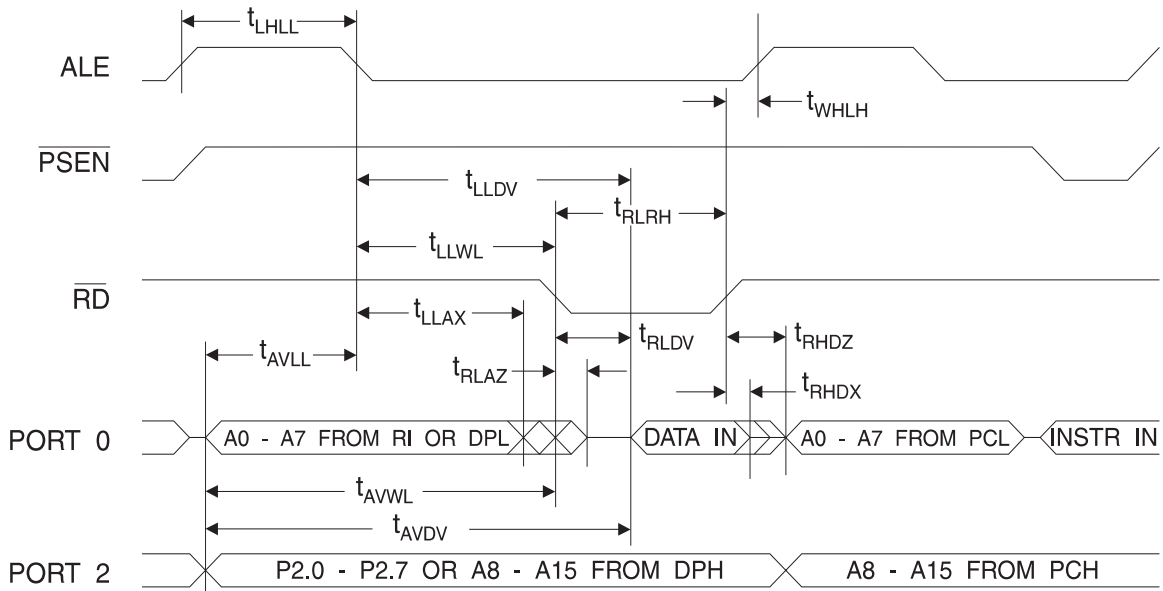 tLHLL
ALE
tWHLH
PSEN
tLLDV
tRLRH
tLLWL
RD
tLLAX
tRLDV
tRHDZ
tAVLL
tRLAZ
tRHDX
PORT 0
A0 - A7 FROM RI OR DPL
DATA IN
A0 - A7 FROM PCL
INSTR IN
tAVWL
tAVDV
PORT 2
P2.0 - P2.7 OR A8 - A15 FROM DPH
A8 - A15 FROM PCH